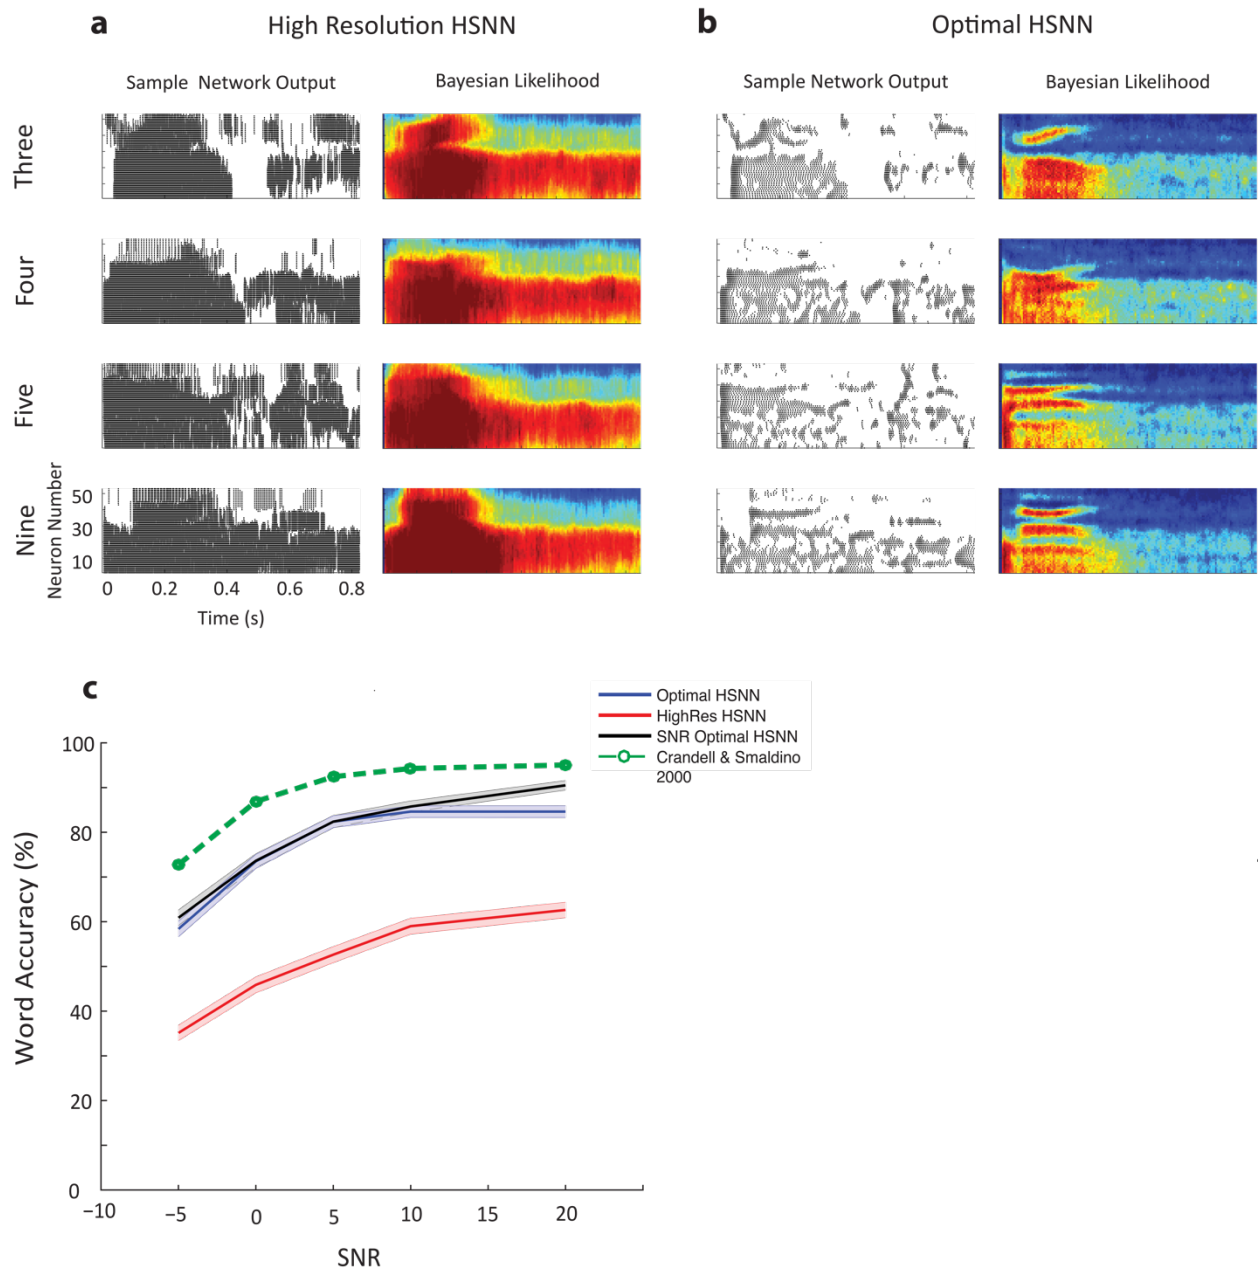 a
High Resolution HSNN
b
Optimal HSNN
Sample Network Output
Bayesian Likelihood
Sample Network Output
Bayesian Likelihood
Three
Four
Five
Nine
Neuron Number
50
30
10
0 0.2 0.4 0.6 0.8
Time (s)
c
Optimal HSNN
HighRes HSNN
SNR Optimal HSNN
Crandell & Smaldino
2000
100
80
60
40
20
0
Word Accuracy (%)
−10 −5 0 5 10 15 20
SNR